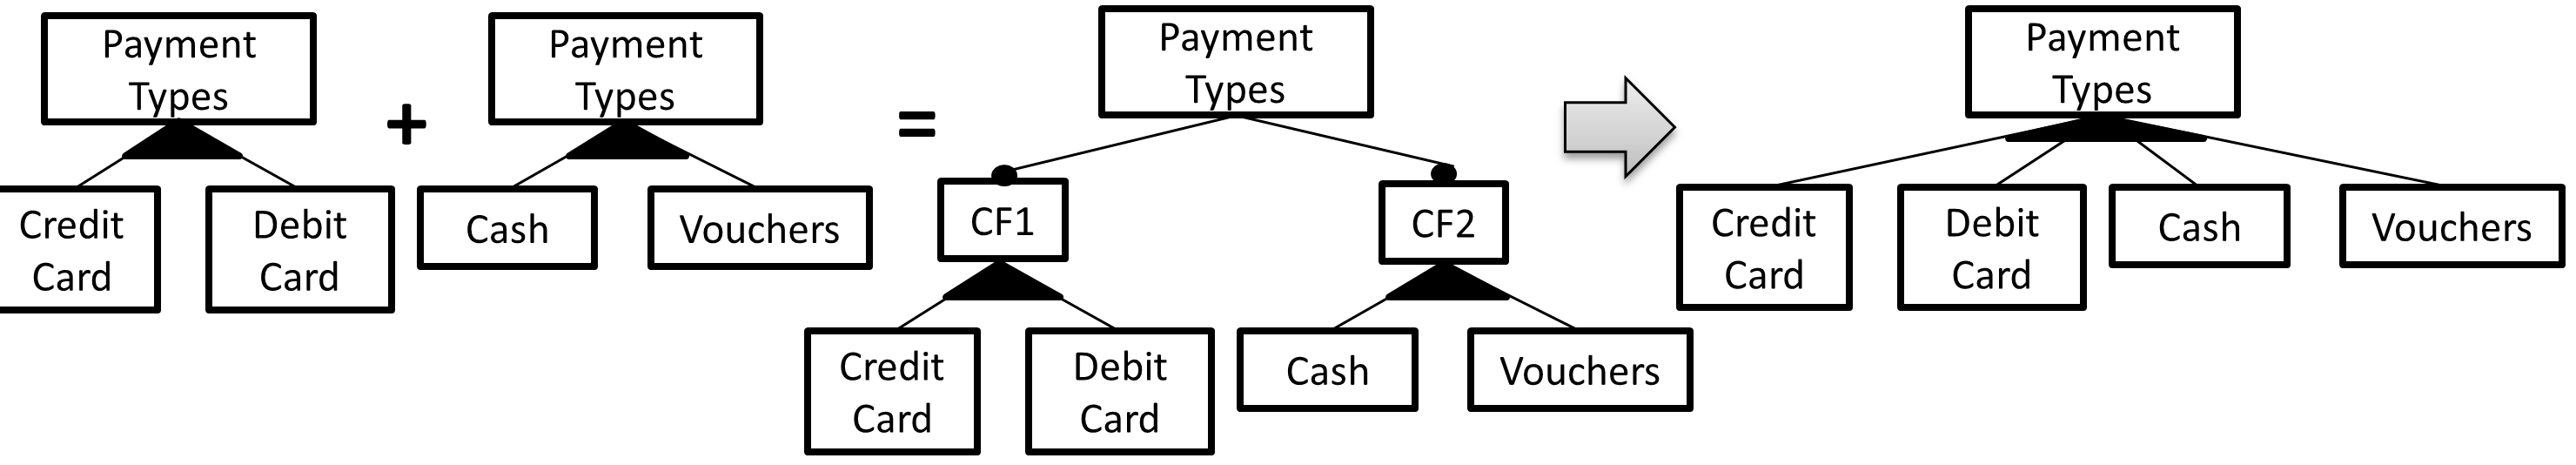 Payment
Types
Credit
Card
Debit
Card
+
Payment
Types
Cash
Vouchers
=
Payment
Types
CF1
CF2
Credit
Card
Debit
Card
Cash
Vouchers
Payment
Types
Credit
Card
Debit
Card
Cash
Vouchers